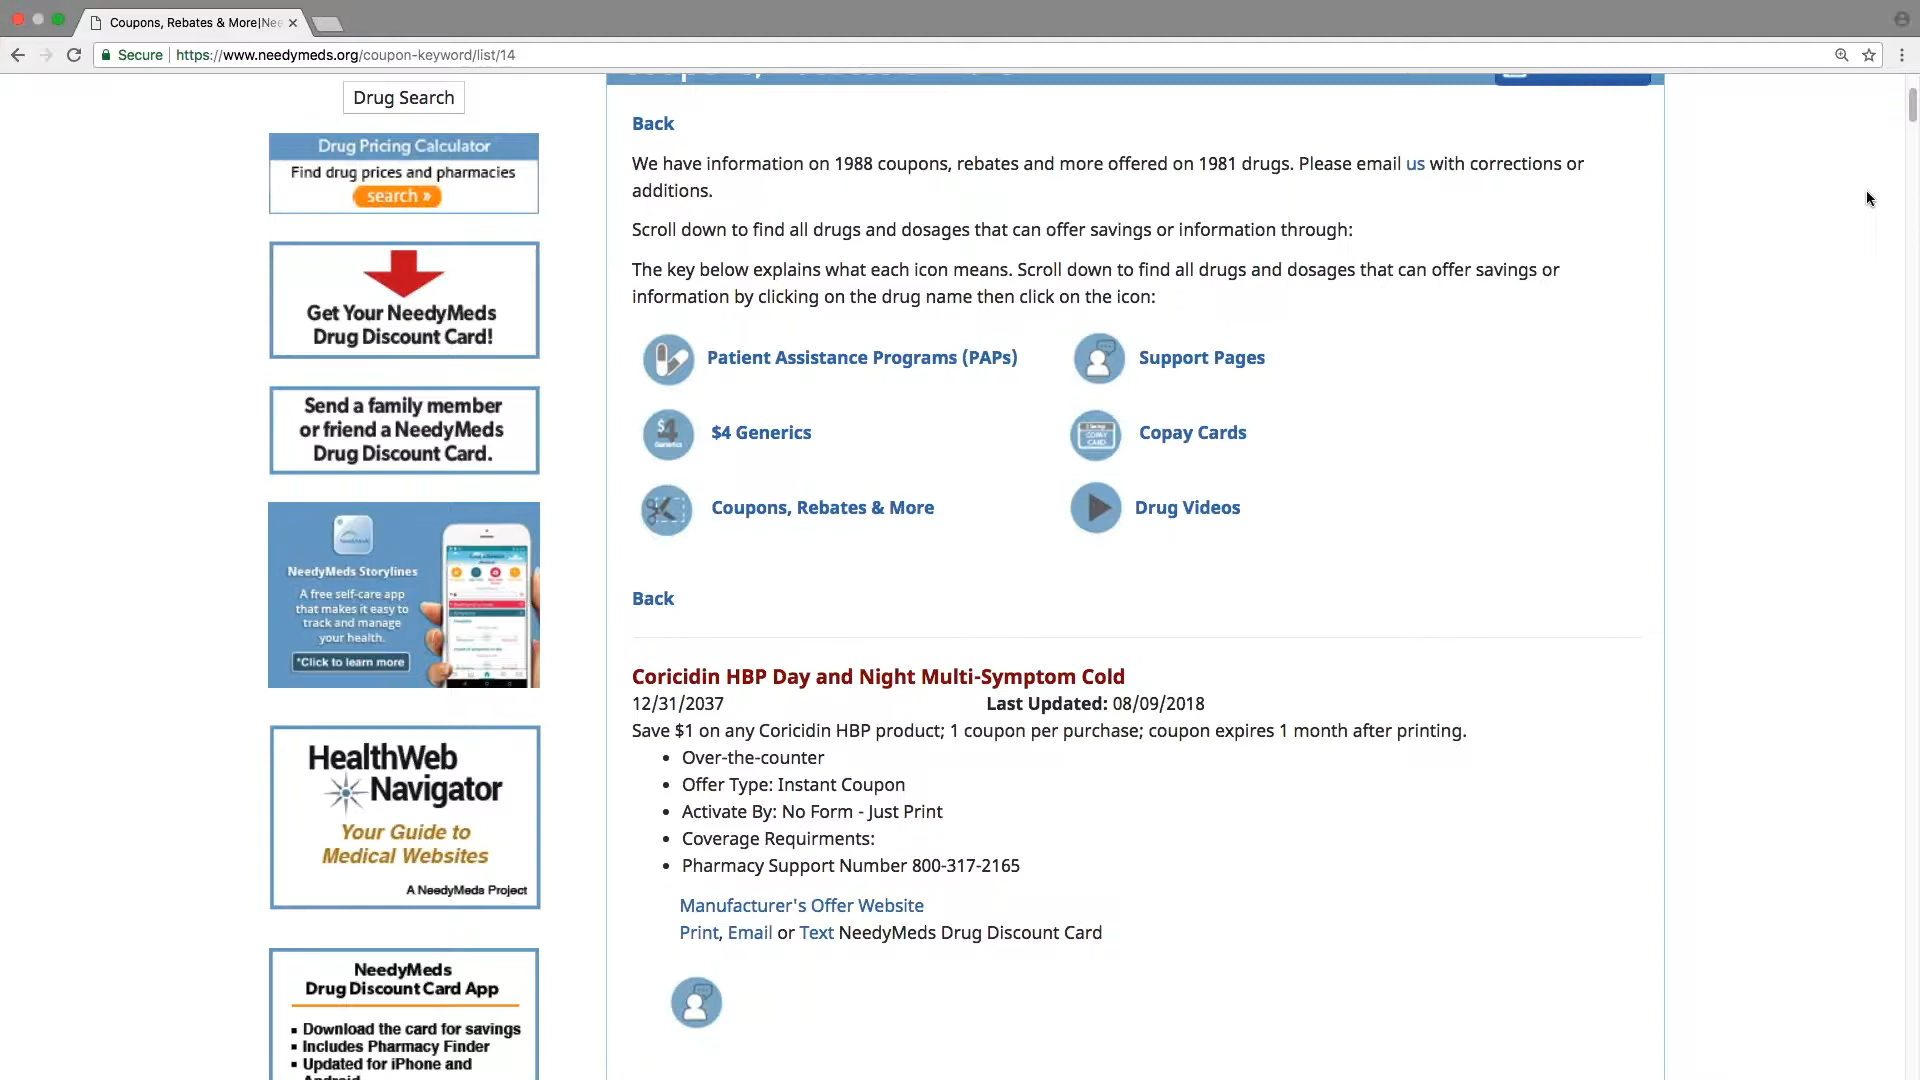 Coupons, Rebates & More|Nee
Secure
https://www.needymeds.org/coupon-keyword/list/14
Drug Search
Drug Pricing Calculator
Find drug prices and pharmacies
search »
Get Your NeedyMeds
Drug Discount Card!
Send a family member
or friend a NeedyMeds
Drug Discount Card.
NeedyMeds Storylines
A free self-care app
that makes it easy to
track and manage
your health.
*Click to learn more
HealthWeb
Navigator
Your Guide to
Medical Websites
A NeedyMeds Project
NeedyMeds
Drug Discount Card App
▪ Download the card for savings
▪ Includes Pharmacy Finder
▪ Updated for iPhone and
Back
We have information on 1988 coupons, rebates and more offered on 1981 drugs. Please email us with corrections or
additions.
Scroll down to find all drugs and dosages that can offer savings or information through:
The key below explains what each icon means. Scroll down to find all drugs and dosages that can offer savings or
information by clicking on the drug name then click on the icon:
Patient Assistance Programs (PAPs)
Support Pages
$4
Generics
$4 Generics
COPAY
CARD
Copay Cards
Coupons, Rebates & More
Drug Videos
Back
Coricidin HBP Day and Night Multi-Symptom Cold
12/31/2037
Last Updated: 08/09/2018
Save $1 on any Coricidin HBP product; 1 coupon per purchase; coupon expires 1 month after printing.
• Over-the-counter
• Offer Type: Instant Coupon
• Activate By: No Form - Just Print
• Coverage Requirments:
• Pharmacy Support Number 800-317-2165
Manufacturer's Offer Website
Print, Email or Text NeedyMeds Drug Discount Card